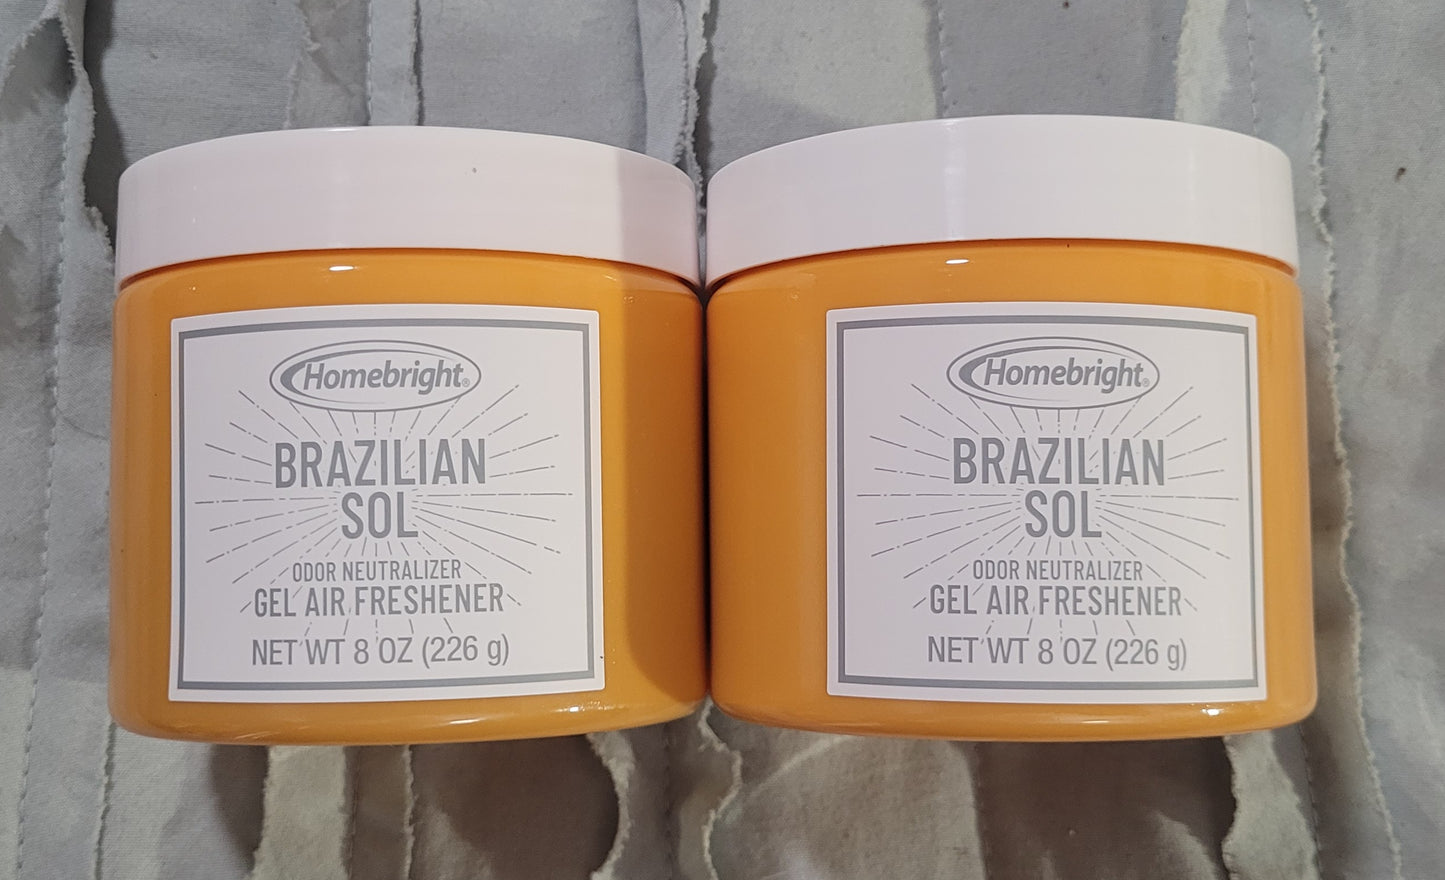 Homebright®
BRAZILIAN
SOL
ODOR NEUTRALIZER
GEL AIR FRESHENER
NET WT 8 OZ (226 g)
Homebright®
BRAZILIAN
SOL
ODOR NEUTRALIZER
GEL AIR FRESHENER
NET WT 8 OZ (226 g)